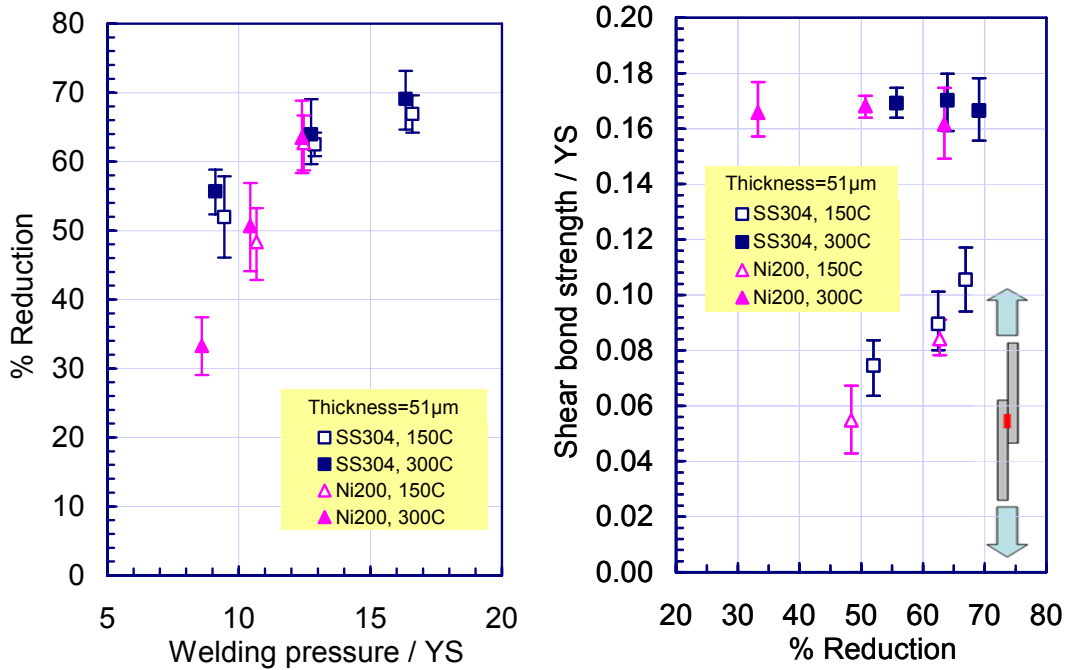 80
70
60
50
40
30
20
10
0
% Reduction
Thickness=51µm
SS304, 150C
SS304, 300C
Ni200, 150C
Ni200, 300C
5
10
15
20
Welding pressure / YS
0.20
0.18
0.16
0.14
0.12
0.10
0.08
0.06
0.04
0.02
0.00
Shear bond strength / YS
Thickness=51µm
SS304, 150C
SS304, 300C
Ni200, 150C
Ni200, 300C
20
30
40
50
60
70
80
% Reduction